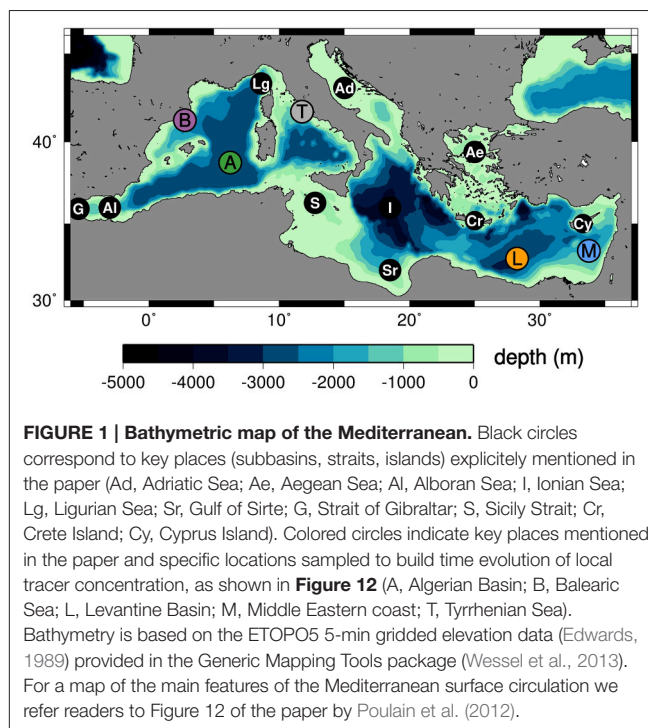 Lg
Ad
B
T
40°
Ae
A
G
Al
S
I
Cr
Cy
M
L
Sr
30°
0°
10°
20°
30°
depth (m)
-5000
-4000
-3000
-2000
-1000
0
FIGURE 1 | Bathymetric map of the Mediterranean. Black circles
correspond to key places (subbasins, straits, islands) explicitely mentioned in
the paper (Ad, Adriatic Sea; Ae, Aegean Sea; Al, Alboran Sea; I, Ionian Sea;
Lg, Ligurian Sea; Sr, Gulf of Sirte; G, Strait of Gibraltar; S, Sicily Strait; Cr,
Crete Island; Cy, Cyprus Island). Colored circles indicate key places mentioned
in the paper and specific locations sampled to build time evolution of local
tracer concentration, as shown in Figure 12 (A, Algerian Basin; B, Balearic
Sea; L, Levantine Basin; M, Middle Eastern coast; T, Tyrrhenian Sea).
Bathymetry is based on the ETOPO5 5-min gridded elevation data (Edwards,
1989) provided in the Generic Mapping Tools package (Wessel et al., 2013).
For a map of the main features of the Mediterranean surface circulation we
refer readers to Figure 12 of the paper by Poulain et al. (2012).